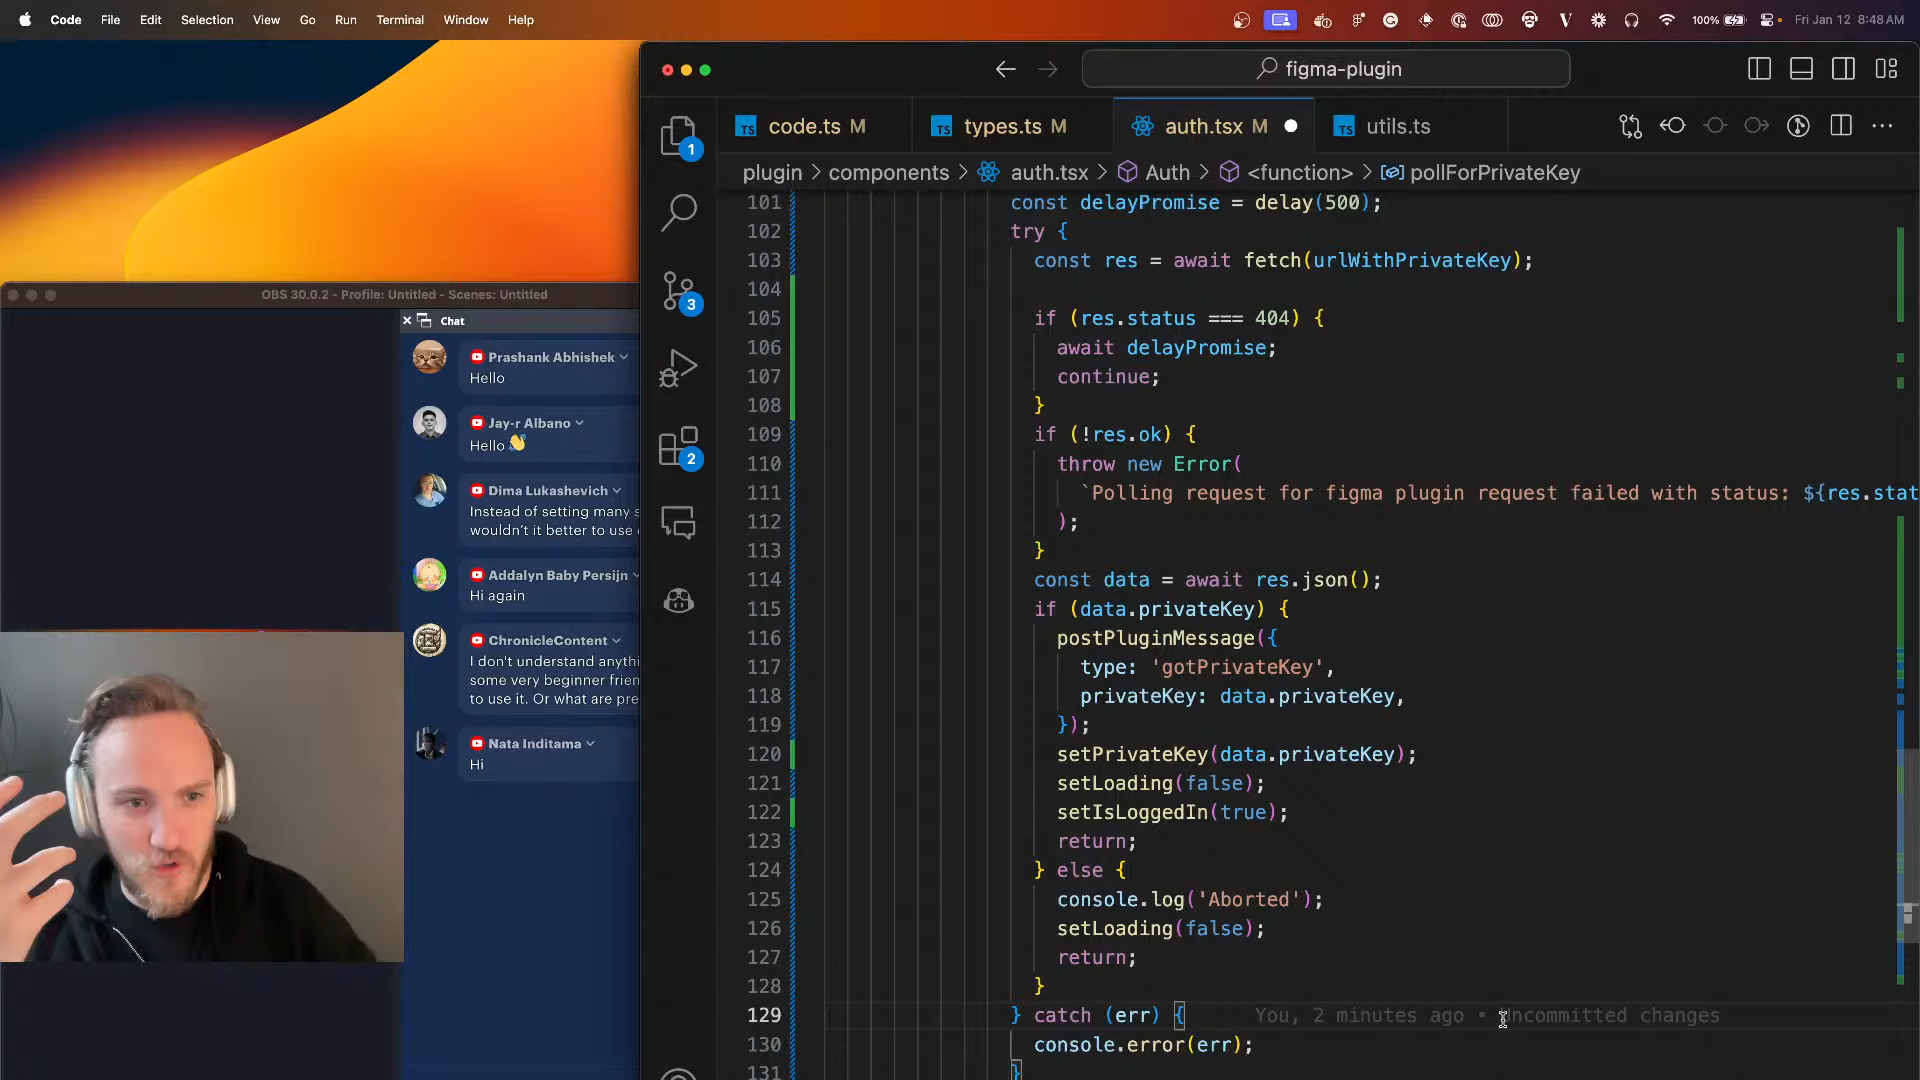 Code File Edit Selection View Go Run Terminal Window Help
100% Fri Jan 12 8:48 AM
figma-plugin
code.ts M
types.ts M
auth.tsx M
utils.ts
plugin > components > auth.tsx > Auth > <function> > pollForPrivateKey
1
3
2
OBS 30.0.2 - Profile: Untitled - Scenes: Untitled
Chat
Prashank Abhishek
Hello
Jay-r Albano
Hello 👋
Dima Lukashevich
Instead of setting many s
wouldn't it better to use
Addalyn Baby Persijn
Hi again
ChronicleContent
I don't understand anythi
some very beginner frien
to use it. Or what are pre
Nata Inditama
Hi
101 const delayPromise = delay(500);
102 try {
103 const res = await fetch(urlWithPrivateKey);
104
105 if (res.status === 404) {
106 await delayPromise;
107 continue;
108 }
109 if (!res.ok) {
110 throw new Error(
111 `Polling request for figma plugin request failed with status: ${res.stat
112 );
113 }
114 const data = await res.json();
115 if (data.privateKey) {
116 postPluginMessage({
117 type: 'gotPrivateKey',
118 privateKey: data.privateKey,
119 });
120 setPrivateKey(data.privateKey);
121 setLoading(false);
122 setIsLoggedIn(true);
123 return;
124 } else {
125 console.log('Aborted');
126 setLoading(false);
127 return;
128 }
129 } catch (err) { You, 2 minutes ago • Uncommitted changes
130 console.error(err);
131 }